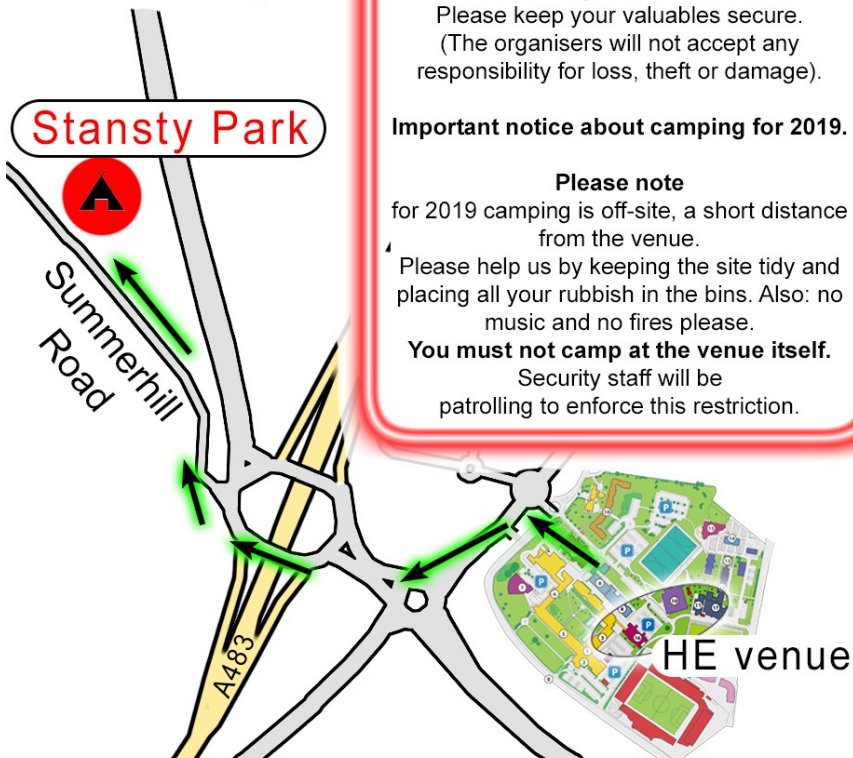 Please keep your valuables secure.
(The organisers will not accept any
responsibility for loss, theft or damage).
Important notice about camping for 2019.
Please note
for 2019 camping is off-site, a short distance
from the venue.
Please help us by keeping the site tidy and
placing all your rubbish in the bins. Also: no
music and no fires please.
You must not camp at the venue itself.
Security staff will be
patrolling to enforce this restriction.
Stansty Park
Summerhill
Road
A483
HE venue
P
P
P
P
P